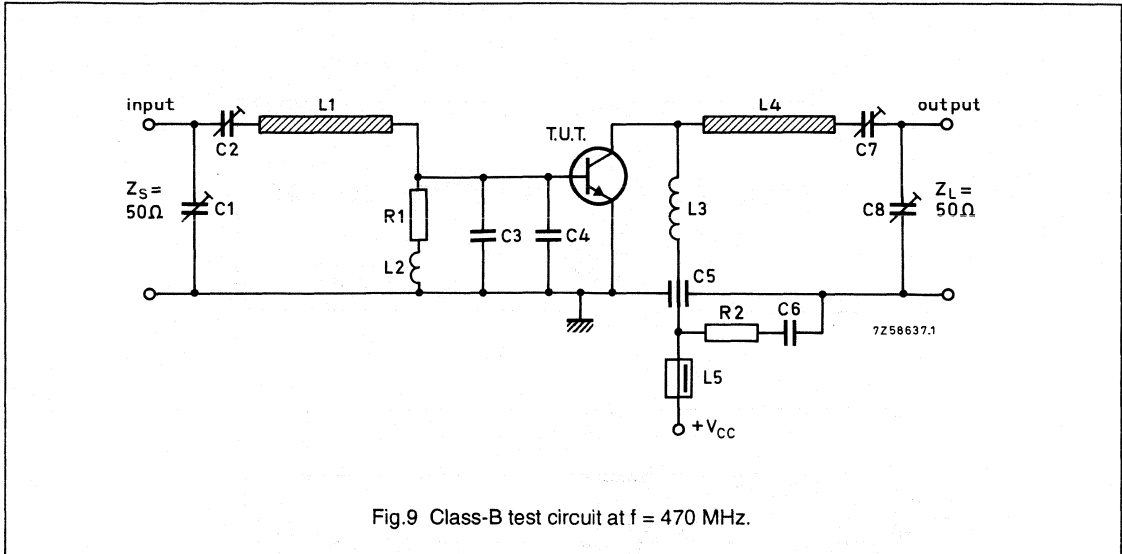 input
L1
C2
Z_S =
50Ω
C1
R1
L2
C3
C4
T.U.T.
L3
L4
C7
output
C8
Z_L =
50Ω
C5
R2
C6
7Z58637.1
L5
+V_CC
Fig.9 Class-B test circuit at f = 470 MHz.